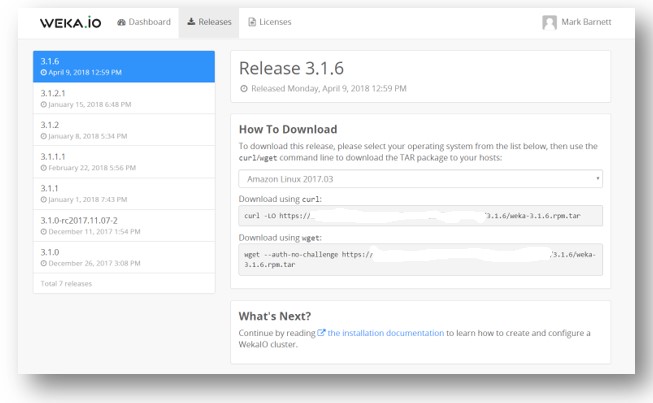 WEKA.iO Dashboard Releases Licenses Mark Barnett
3.1.6
April 9, 2018 12:59 PM
3.1.2.1
January 15, 2018 6:48 PM
3.1.2
January 8, 2018 5:34 PM
3.1.1.1
February 22, 2018 5:56 PM
3.1.1
January 1, 2018 7:43 PM
3.1.0-rc2017.11.07-2
December 11, 2017 1:54 PM
3.1.0
December 26, 2017 3:08 PM
Total 7 releases
Release 3.1.6
Released Monday, April 9, 2018 12:59 PM
How To Download
To download this release, please select your operating system from the list below, then use the
curl/wget command line to download the TAR package to your hosts:
Amazon Linux 2017.03
Download using curl:
curl -LO https:// 3.1.6/weka-3.1.6.rpm.tar
Download using wget:
wget --auth-no-challenge https:// /3.1.6/weka-
3.1.6.rpm.tar
What's Next?
Continue by reading the installation documentation to learn how to create and configure a
WekaIO cluster.